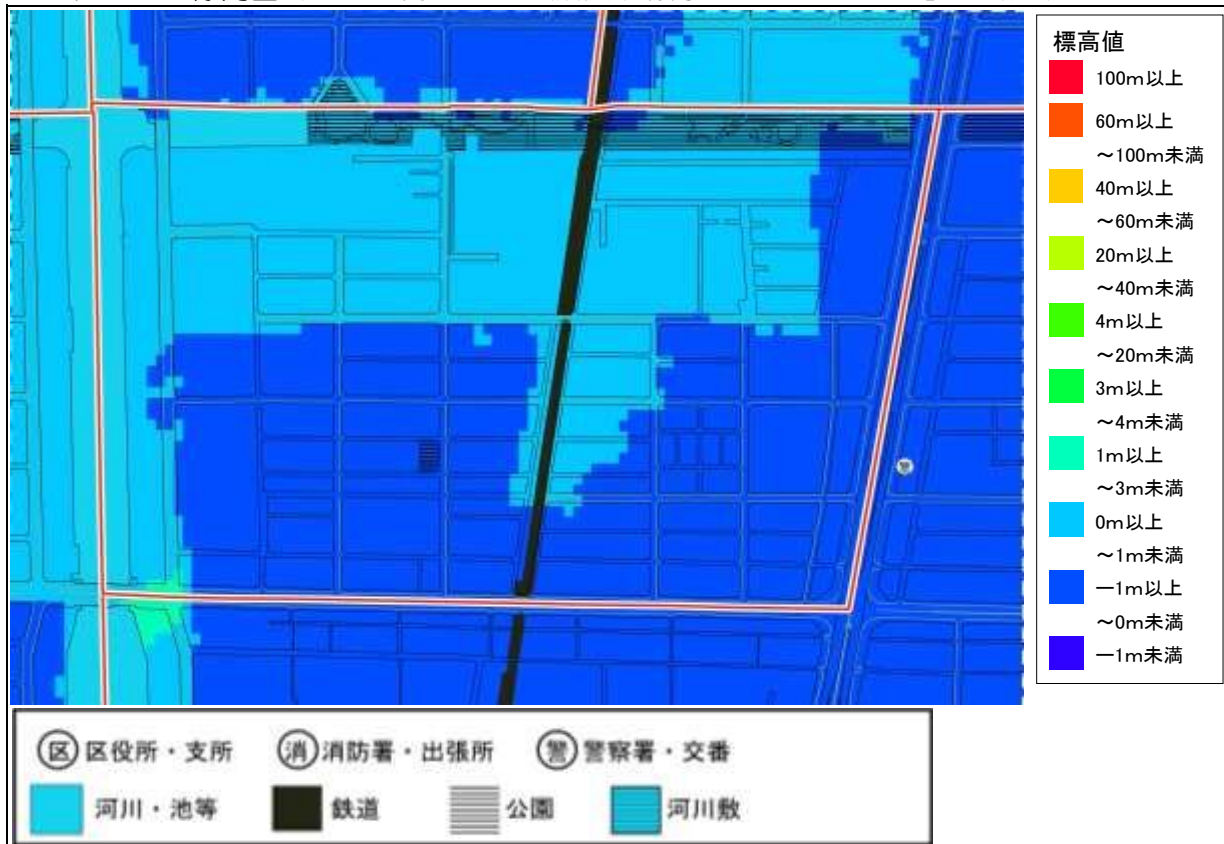 標高値
100m以上
60m以上
～100m未満
40m以上
～60m未満
20m以上
～40m未満
4m以上
～20m未満
3m以上
～4m未満
1m以上
～3m未満
0m以上
～1m未満
－1m以上
～0m未満
－1m未満
警
区 区役所・支所 消 消防署・出張所 警 警察署・交番
河川・池等 鉄道 公園 河川敷